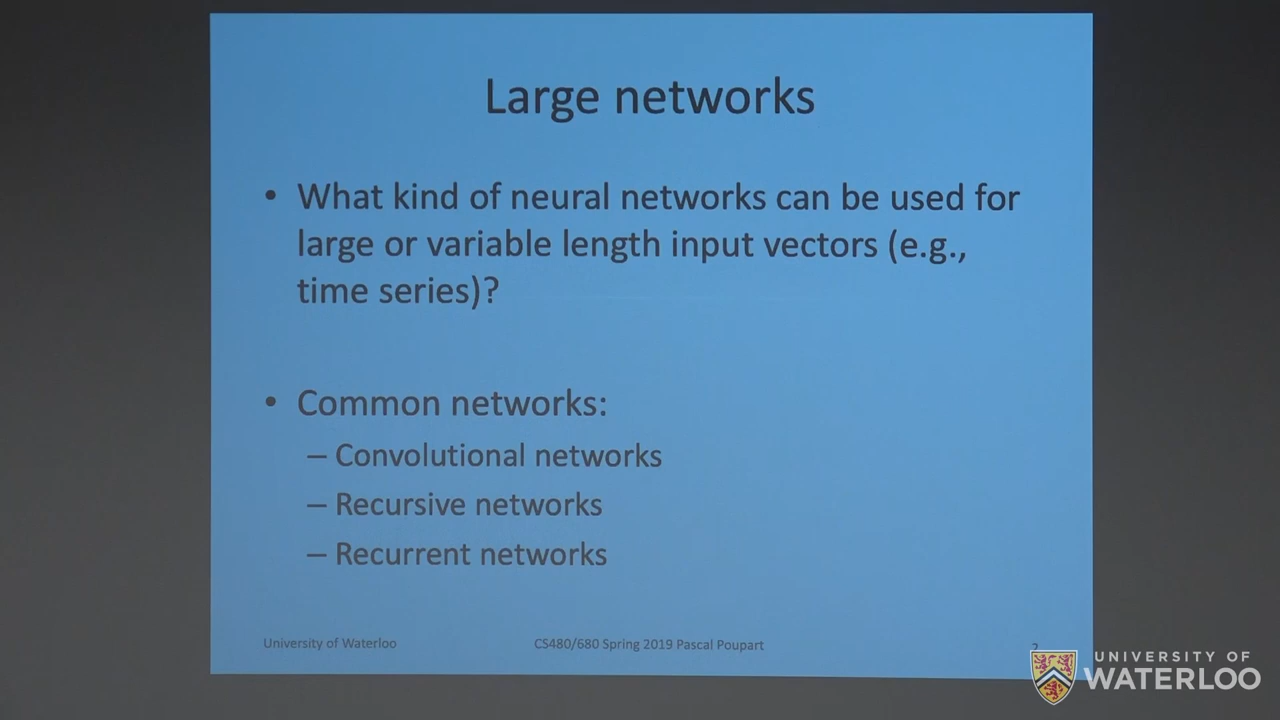 Large networks
• What kind of neural networks can be used for
large or variable length input vectors (e.g.,
time series)?
• Common networks:
– Convolutional networks
– Recursive networks
– Recurrent networks
University of Waterloo
CS480/680 Spring 2019 Pascal Poupart
2
UNIVERSITY OF
WATERLOO